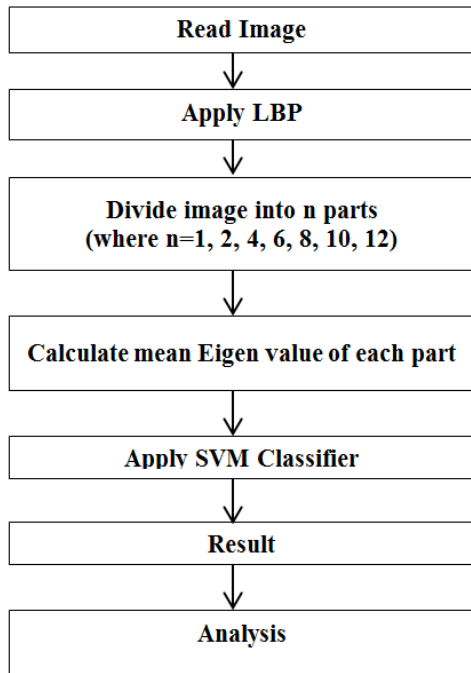 Read Image
Apply LBP
Divide image into n parts
(where n=1, 2, 4, 6, 8, 10, 12)
Calculate mean Eigen value of each part
Apply SVM Classifier
Result
Analysis